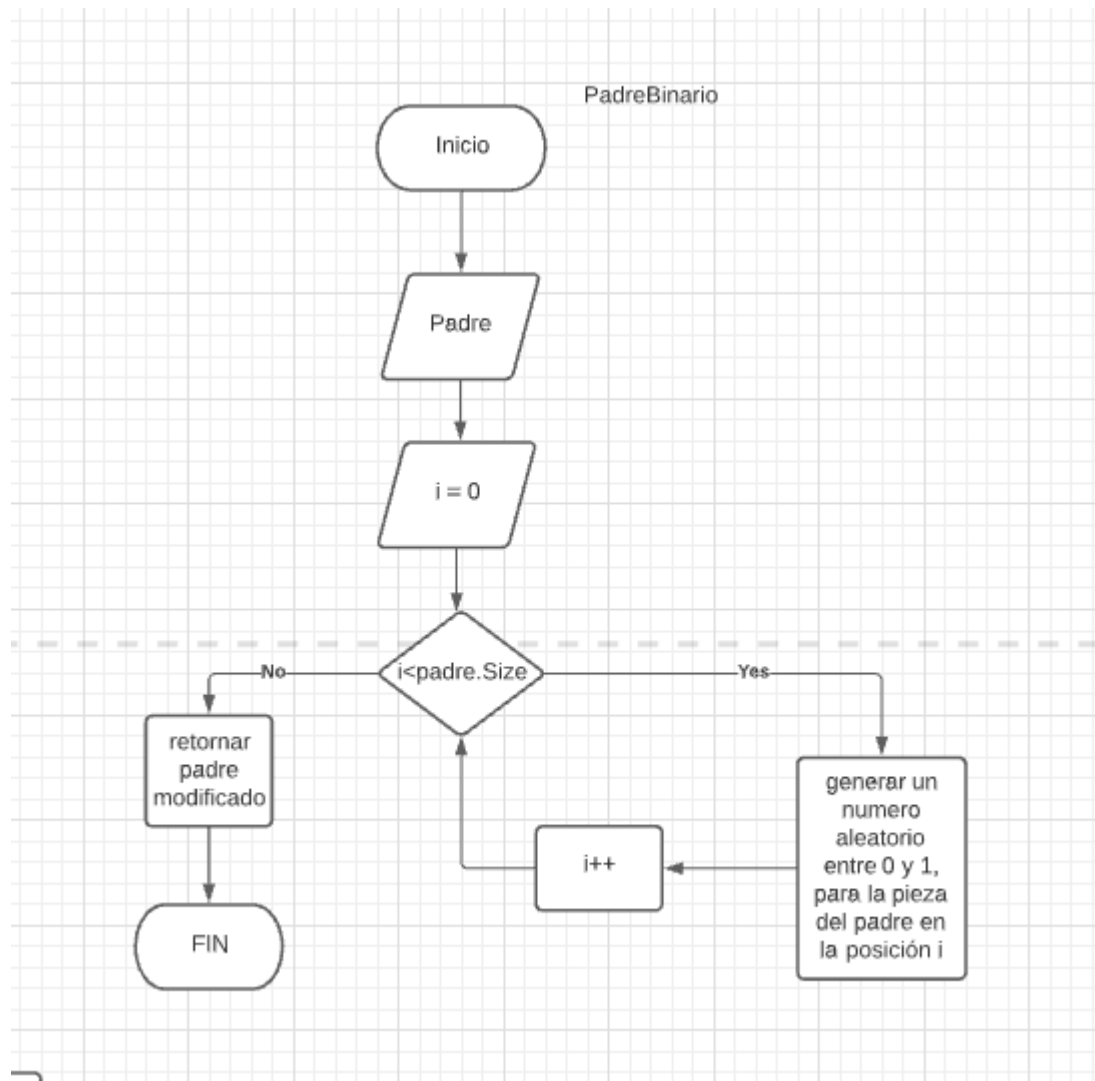 PadreBinario
Inicio
Padre
i = 0
i<padre.Size
No
Yes
retornar
padre
modificado
generar un
numero
aleatorio
entre 0 y 1,
para la pieza
del padre en
la posición i
i++
FIN